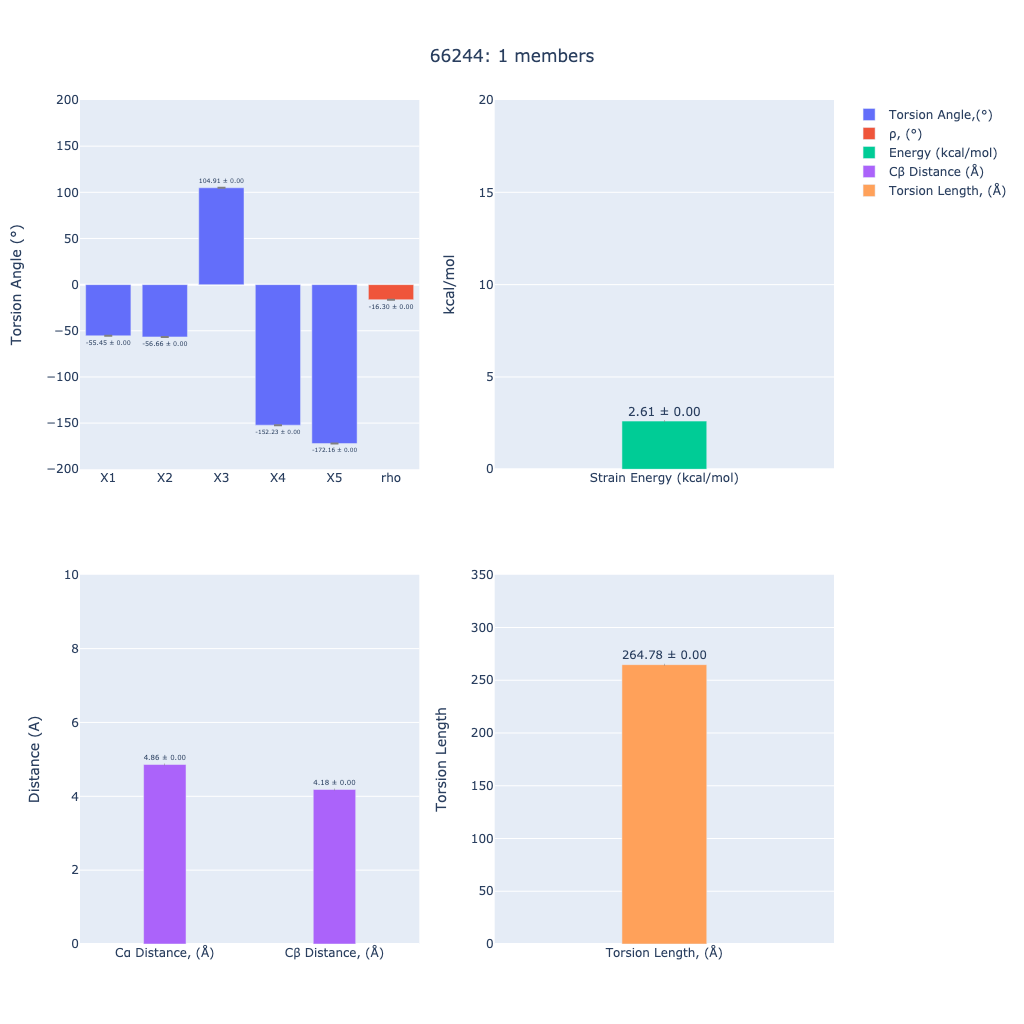 66244: 1 members
Torsion Angle (°)
200
150
100
50
0
−50
−100
−150
−200
-55.45 ± 0.00
-56.66 ± 0.00
104.91 ± 0.00
-152.23 ± 0.00
-172.16 ± 0.00
-16.30 ± 0.00
X1 X2 X3 X4 X5 rho
kcal/mol
20
15
10
5
0
2.61 ± 0.00
Strain Energy (kcal/mol)
Torsion Angle,(°)
ρ, (°)
Energy (kcal/mol)
Cβ Distance (Å)
Torsion Length, (Å)
Distance (A)
10
8
6
4
2
0
4.86 ± 0.00
4.18 ± 0.00
Cα Distance, (Å) Cβ Distance, (Å)
Torsion Length
350
300
250
200
150
100
50
0
264.78 ± 0.00
Torsion Length, (Å)